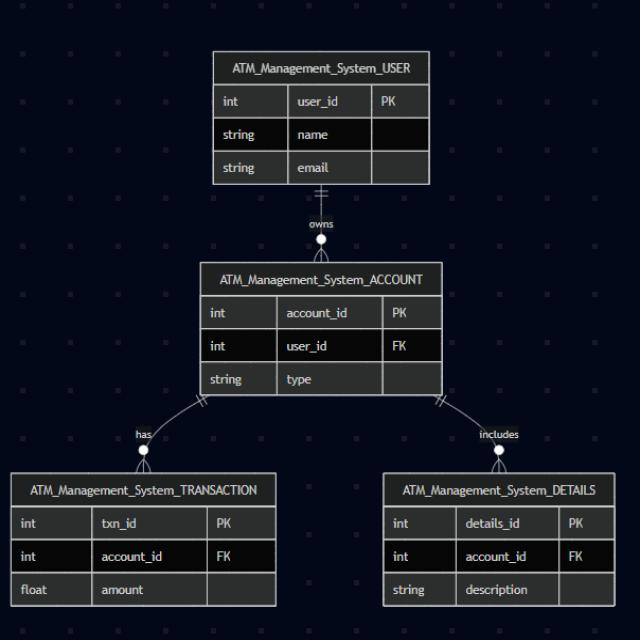 ATM_Management_System_USER
int user_id PK
string name
string email
owns
ATM_Management_System_ACCOUNT
int account_id PK
int user_id FK
string type
has
includes
ATM_Management_System_TRANSACTION
int txn_id PK
int account_id FK
float amount
ATM_Management_System_DETAILS
int details_id PK
int account_id FK
string description